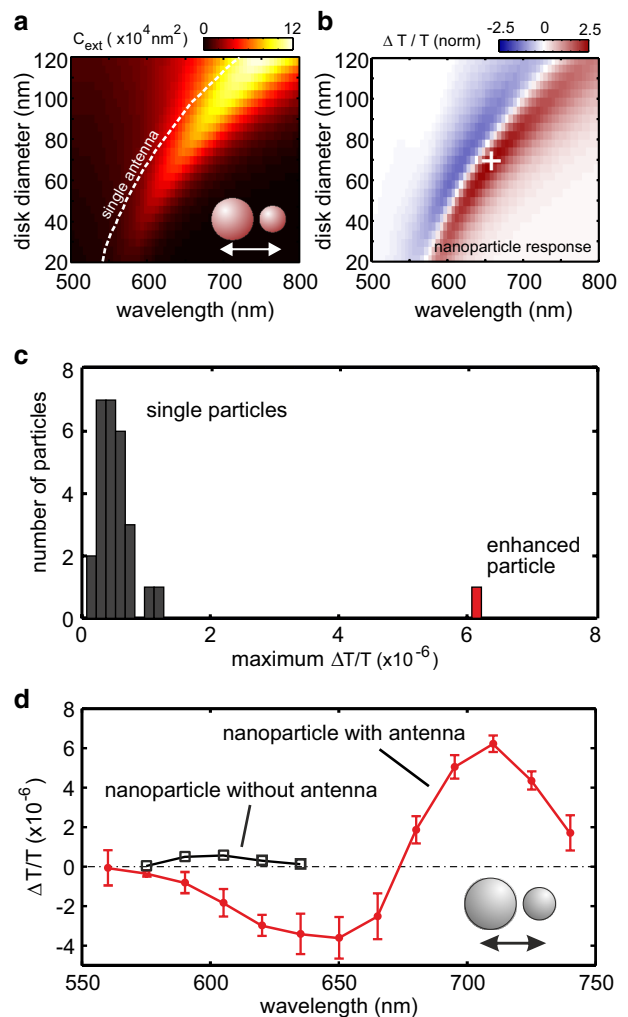 a
C_ext ( x10^4 nm^2)
0 12
disk diameter (nm)
120
100
80
60
40
20
single antenna
500 600 700 800
wavelength (nm)
b
Δ T / T (norm)
-2.5 0 2.5
disk diameter (nm)
120
100
80
60
40
20
nanoparticle response
500 600 700 800
wavelength (nm)
c
number of particles
8
6
4
2
0
single particles
enhanced
particle
0 2 4 6 8
maximum ΔT/T (x10^-6)
d
ΔT/T (x10^-6)
8
6
4
2
0
-2
-4
nanoparticle with antenna
nanoparticle without antenna
550 600 650 700 750
wavelength (nm)